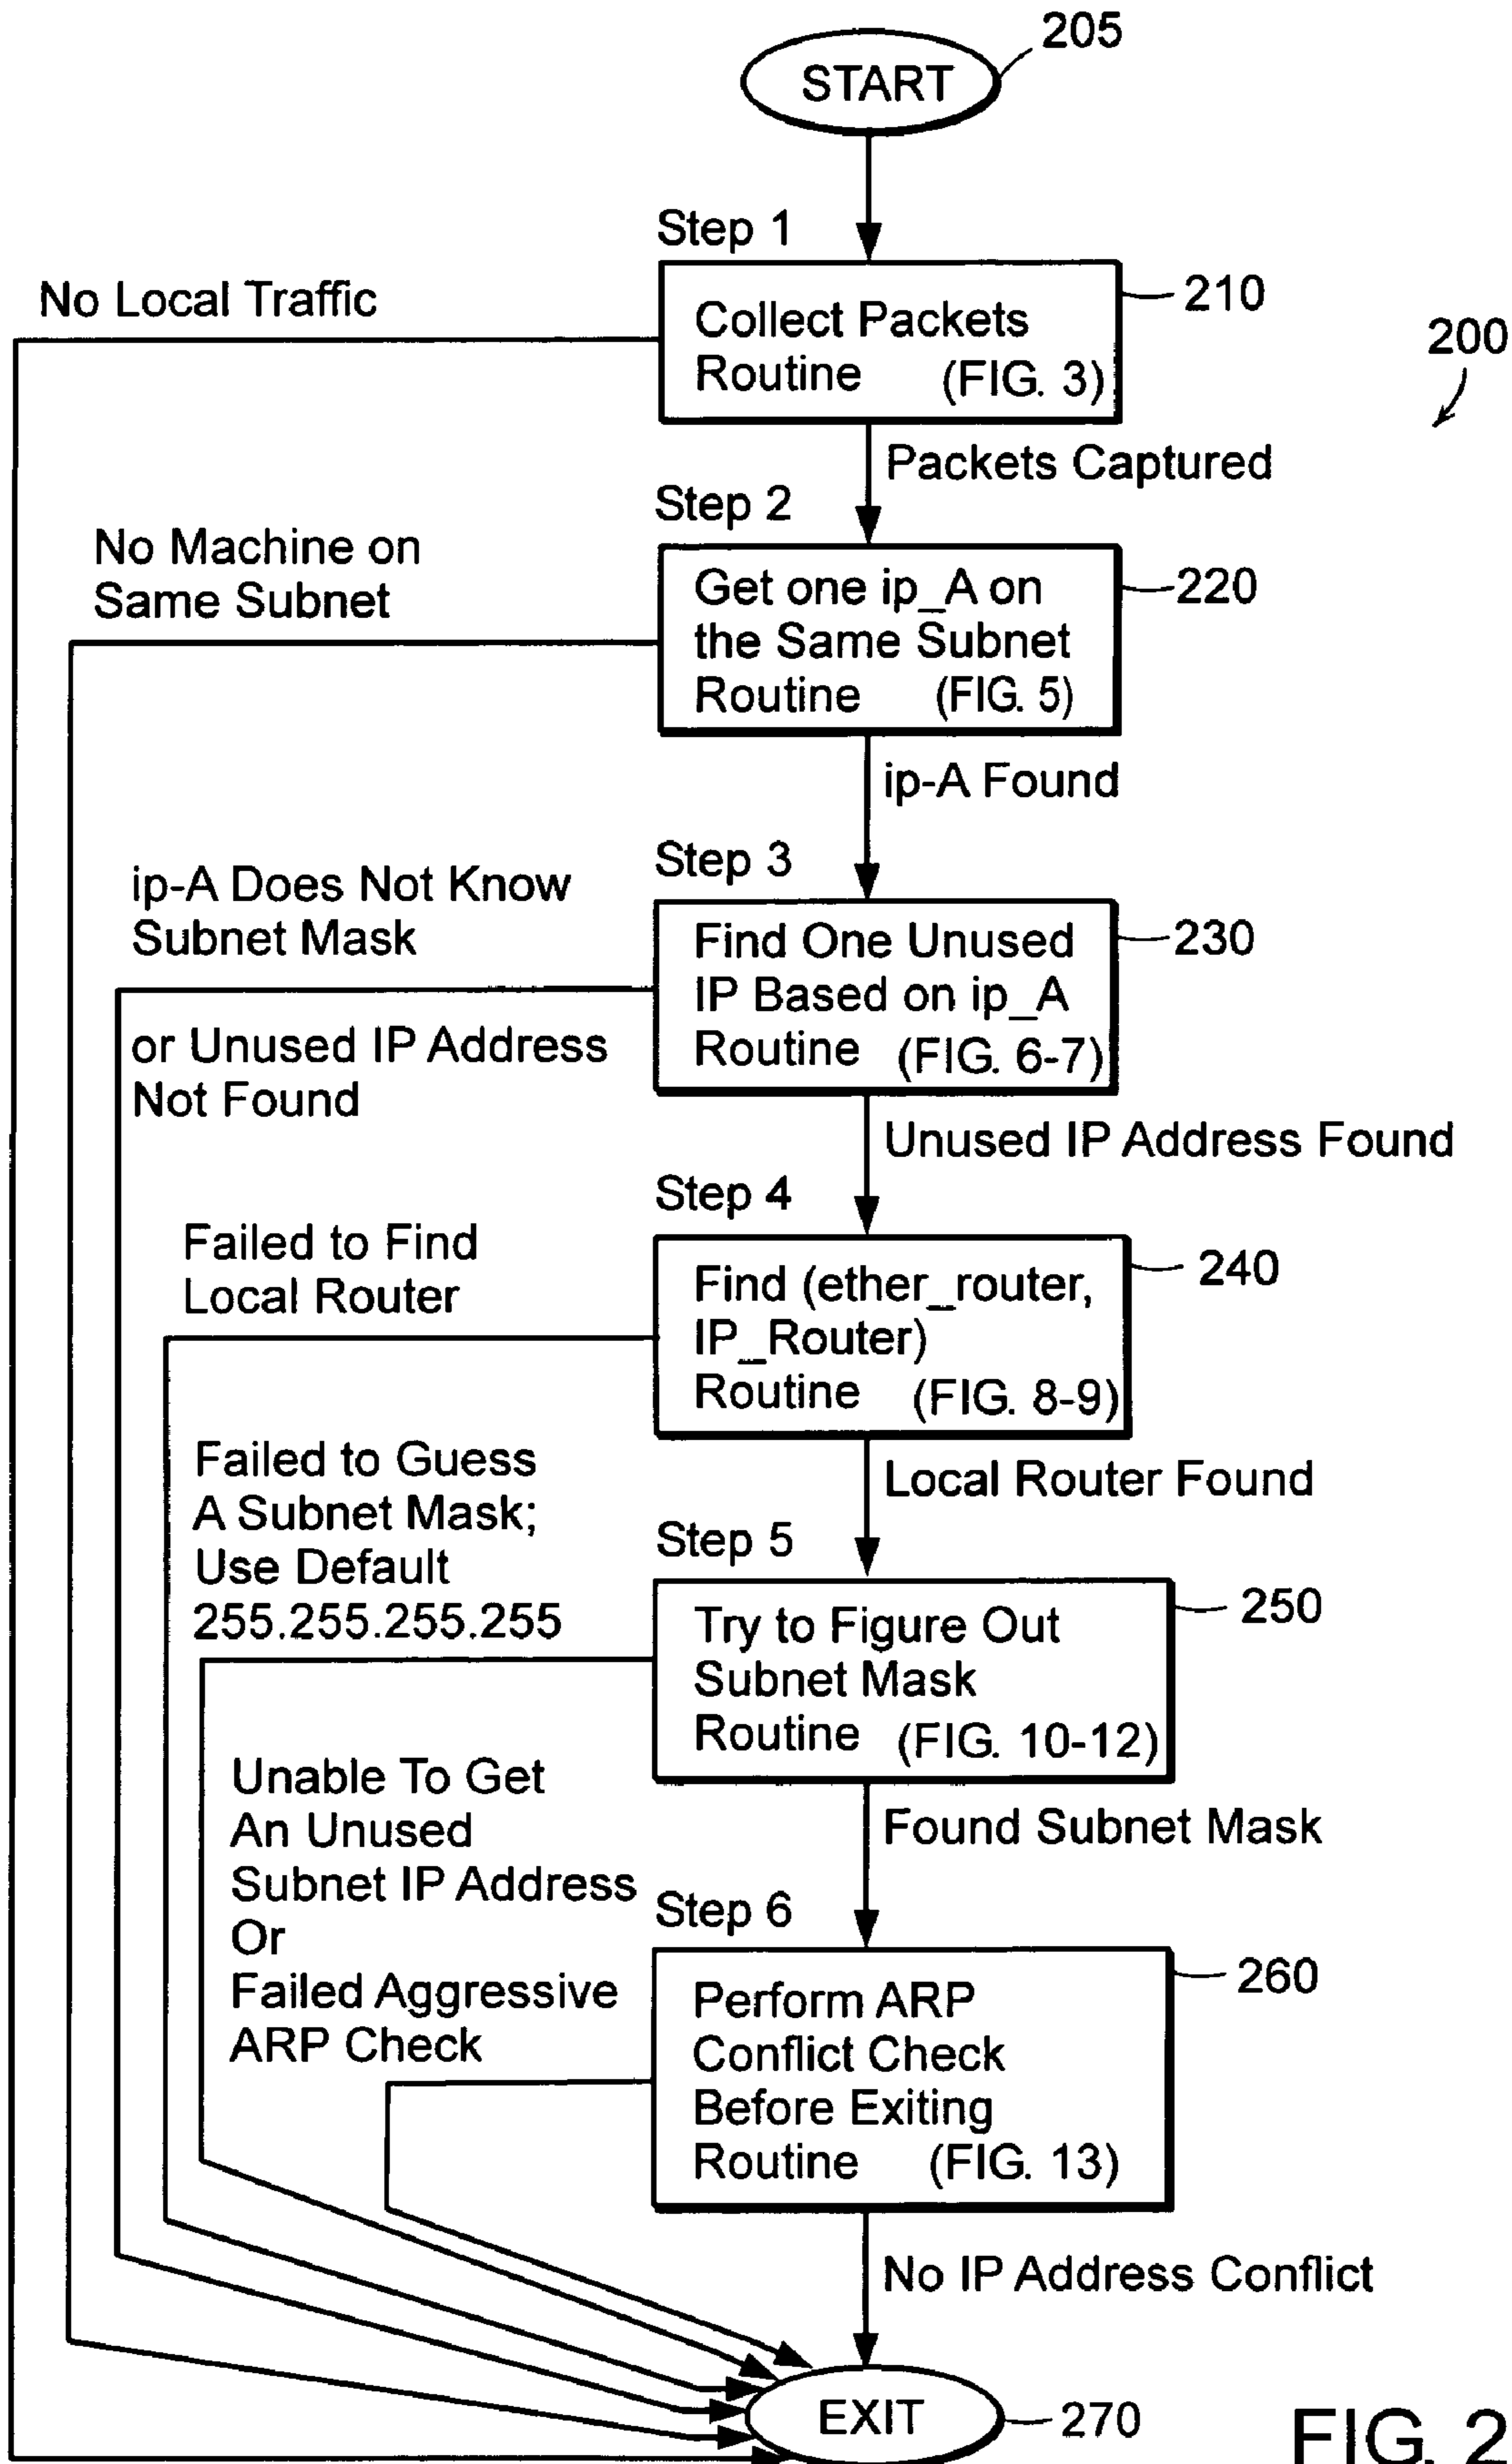 205
START
Step 1
No Local Traffic
210
Collect Packets
Routine (FIG. 3)
200
Packets Captured
Step 2
No Machine on
Same Subnet
Get one ip_A on
the Same Subnet
Routine (FIG. 5)
220
ip-A Found
Step 3
ip-A Does Not Know
Subnet Mask
or Unused IP Address
Not Found
Find One Unused
IP Based on ip_A
Routine (FIG. 6-7)
230
Unused IP Address Found
Step 4
Failed to Find
Local Router
Find (ether_router,
IP_Router)
Routine (FIG. 8-9)
240
Local Router Found
Failed to Guess
A Subnet Mask;
Use Default
255.255.255.255
Step 5
Try to Figure Out
Subnet Mask
Routine (FIG. 10-12)
250
Found Subnet Mask
Unable To Get
An Unused
Subnet IP Address
Or
Failed Aggressive
ARP Check
Step 6
Perform ARP
Conflict Check
Before Exiting
Routine (FIG. 13)
260
No IP Address Conflict
EXIT
270
FIG. 2